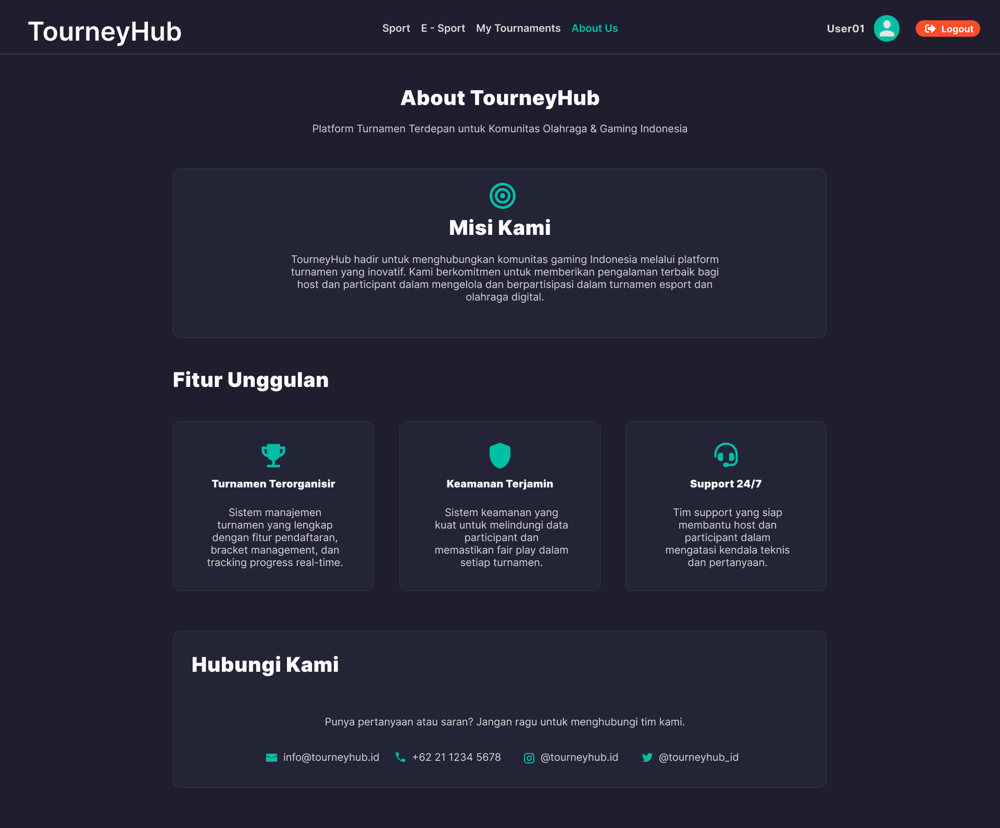 TourneyHub
Sport E - Sport My Tournaments About Us
User01
Logout
About TourneyHub
Platform Turnamen Terdepan untuk Komunitas Olahraga & Gaming Indonesia
Misi Kami
TourneyHub hadir untuk menghubungkan komunitas gaming Indonesia melalui platform
turnamen yang inovatif. Kami berkomitmen untuk memberikan pengalaman terbaik bagi
host dan participant dalam mengelola dan berpartisipasi dalam turnamen esport dan
olahraga digital.
Fitur Unggulan
Turnamen Terorganisir
Sistem manajemen
turnamen yang lengkap
dengan fitur pendaftaran,
bracket management, dan
tracking progress real-time.
Keamanan Terjamin
Sistem keamanan yang
kuat untuk melindungi data
participant dan
memastikan fair play dalam
setiap turnamen.
Support 24/7
Tim support yang siap
membantu host dan
participant dalam
mengatasi kendala teknis
dan pertanyaan.
Hubungi Kami
Punya pertanyaan atau saran? Jangan ragu untuk menghubungi tim kami.
info@tourneyhub.id +62 21 1234 5678 @tourneyhub.id @tourneyhub_id